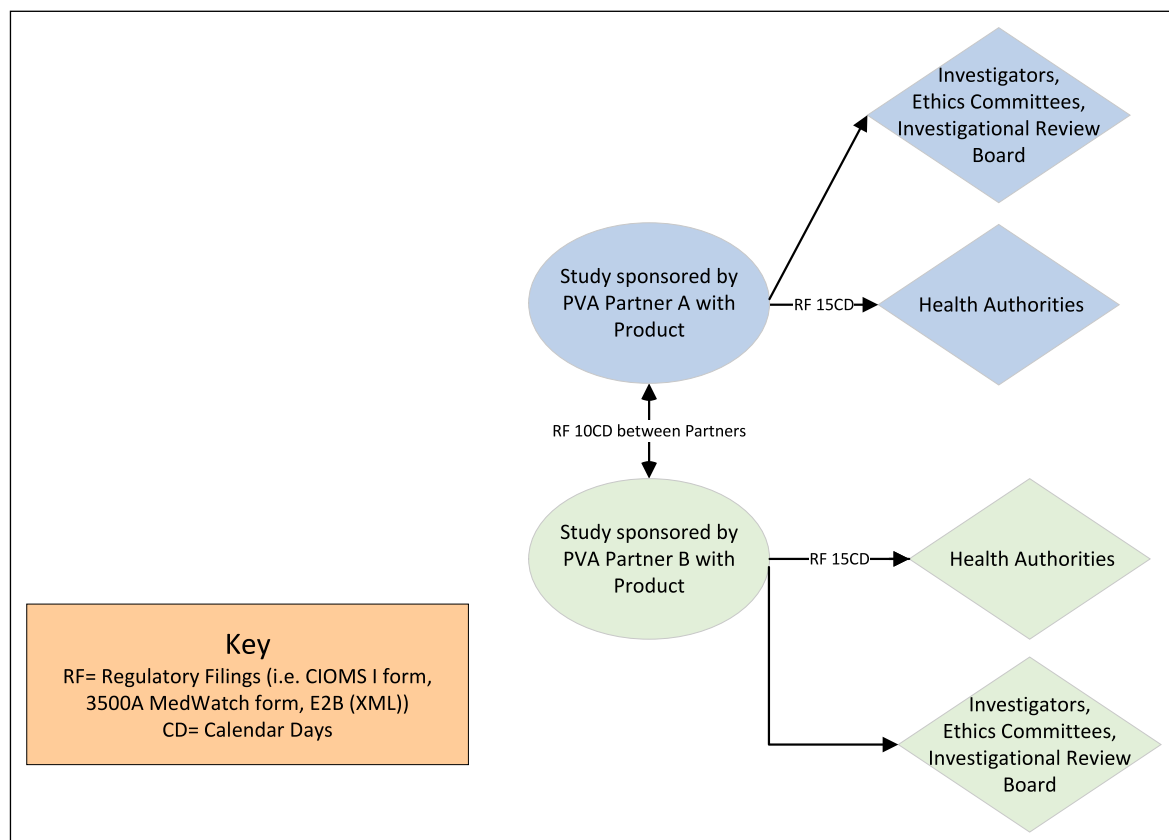 Investigators,
Ethics Committees,
Investigational Review
Board
Study sponsored by
PVA Partner A with
Product
RF 15CD
Health Authorities
RF 10CD between Partners
Study sponsored by
PVA Partner B with
Product
RF 15CD
Health Authorities
Key
RF= Regulatory Filings (i.e. CIOMS I form,
3500A MedWatch form, E2B (XML))
CD= Calendar Days
Investigators,
Ethics Committees,
Investigational Review
Board